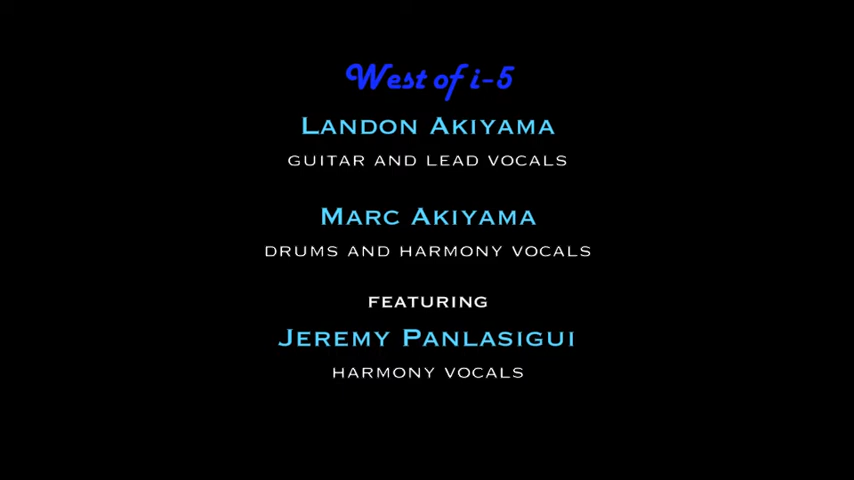 West of i-5
LANDON AKIYAMA
GUITAR AND LEAD VOCALS
MARC AKIYAMA
DRUMS AND HARMONY VOCALS
FEATURING
JEREMY PANLASIGUI
HARMONY VOCALS